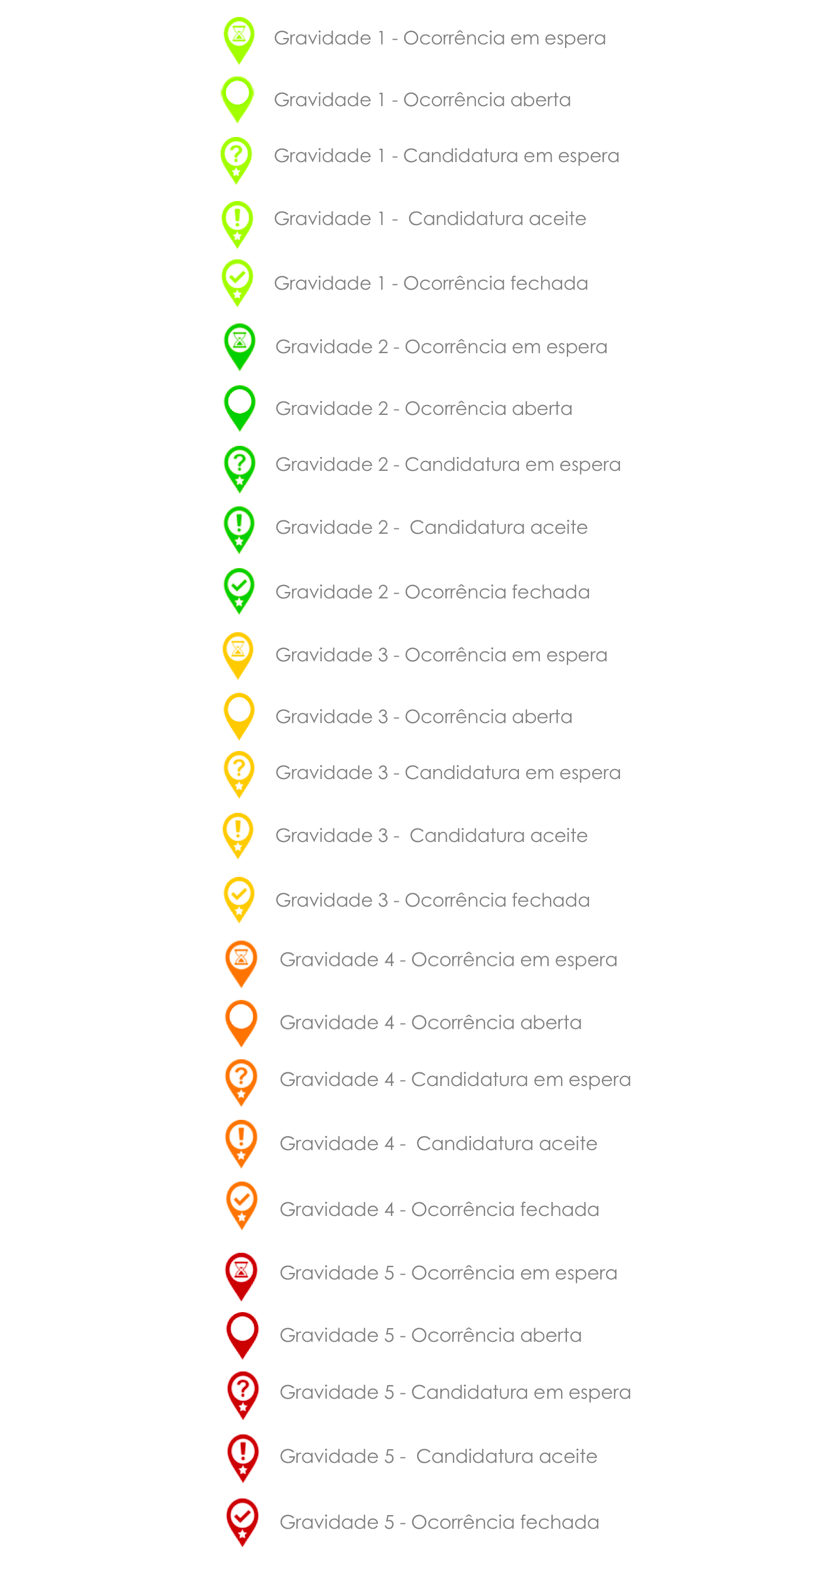 Gravidade 1 - Ocorrência em espera
Gravidade 1 - Ocorrência aberta
Gravidade 1 - Candidatura em espera
Gravidade 1 -  Candidatura aceite
Gravidade 1 - Ocorrência fechada
Gravidade 2 - Ocorrência em espera
Gravidade 2 - Ocorrência aberta
Gravidade 2 - Candidatura em espera
Gravidade 2 -  Candidatura aceite
Gravidade 2 - Ocorrência fechada
Gravidade 3 - Ocorrência em espera
Gravidade 3 - Ocorrência aberta
Gravidade 3 - Candidatura em espera
Gravidade 3 -  Candidatura aceite
Gravidade 3 - Ocorrência fechada
Gravidade 4 - Ocorrência em espera
Gravidade 4 - Ocorrência aberta
Gravidade 4 - Candidatura em espera
Gravidade 4 -  Candidatura aceite
Gravidade 4 - Ocorrência fechada
Gravidade 5 - Ocorrência em espera
Gravidade 5 - Ocorrência aberta
Gravidade 5 - Candidatura em espera
Gravidade 5 -  Candidatura aceite
Gravidade 5 - Ocorrência fechada